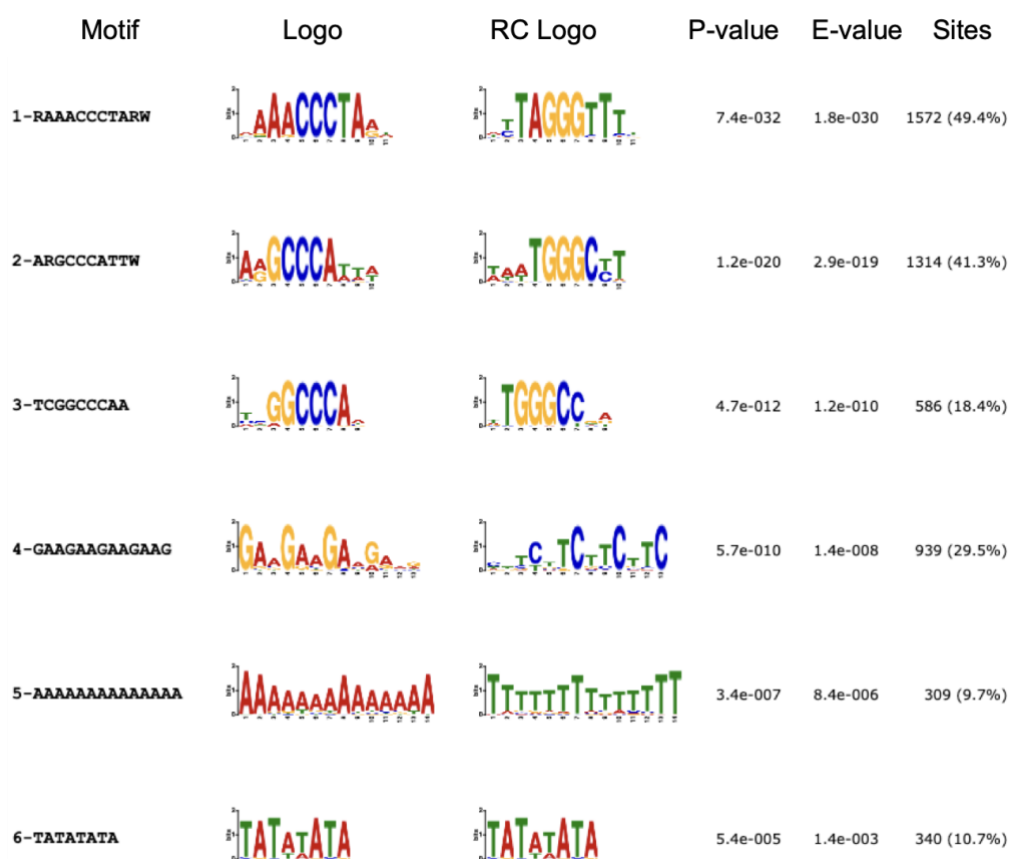 Motif Logo RC Logo P-value E-value Sites
1-RAAACCCTARW 7.4e-032 1.8e-030 1572 (49.4%)
2-ARGCCCATTW 1.2e-020 2.9e-019 1314 (41.3%)
3-TCGGCCCAA 4.7e-012 1.2e-010 586 (18.4%)
4-GAAGAAGAAGAAG 5.7e-010 1.4e-008 939 (29.5%)
5-AAAAAAAAAAAAAA 3.4e-007 8.4e-006 309 (9.7%)
6-TATATATA 5.4e-005 1.4e-003 340 (10.7%)